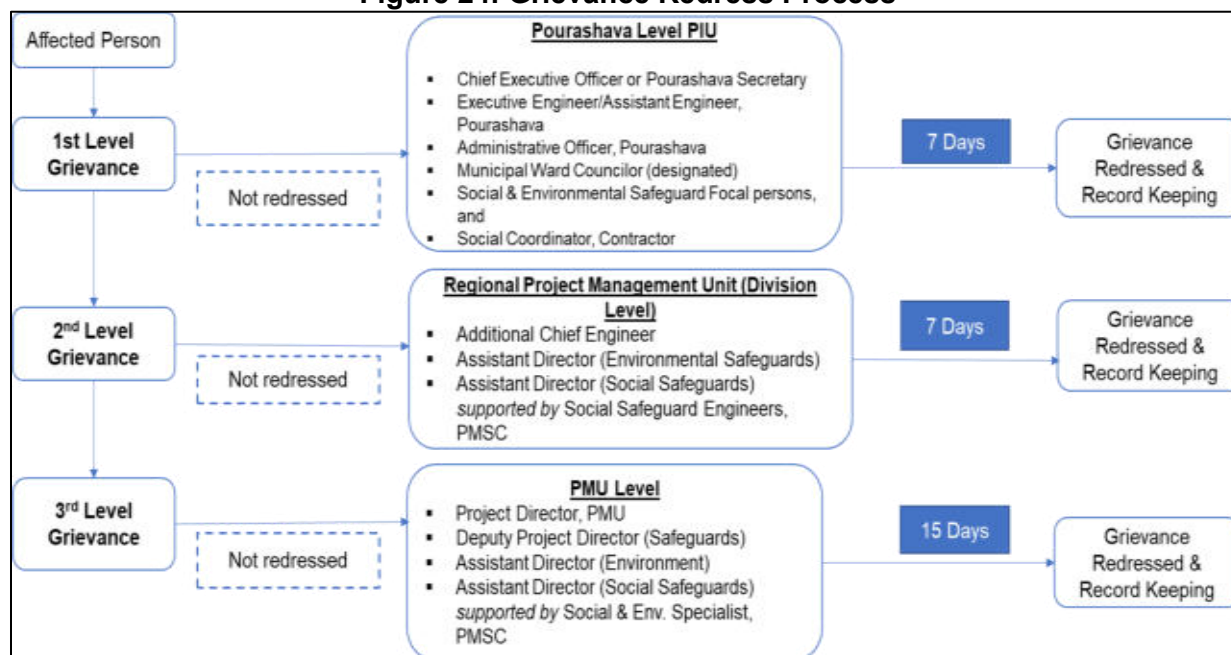 Affected Person
Pourashava Level PIU
▪ Chief Executive Officer or Pourashava Secretary
▪ Executive Engineer/Assistant Engineer,
Pourashava
▪ Administrative Officer, Pourashava
▪ Municipal Ward Councilor (designated)
▪ Social & Environmental Safeguard Focal persons,
and
▪ Social Coordinator, Contractor
1st Level
Grievance
Not redressed
7 Days
Grievance
Redressed &
Record Keeping
Regional Project Management Unit (Division
Level)
▪ Additional Chief Engineer
▪ Assistant Director (Environmental Safeguards)
▪ Assistant Director (Social Safeguards)
supported by Social Safeguard Engineers,
PMSC
2nd Level
Grievance
Not redressed
7 Days
Grievance
Redressed &
Record Keeping
PMU Level
▪ Project Director, PMU
▪ Deputy Project Director (Safeguards)
▪ Assistant Director (Environment)
▪ Assistant Director (Social Safeguards)
supported by Social & Env. Specialist,
PMSC
3rd Level
Grievance
Not redressed
15 Days
Grievance
Redressed &
Record Keeping